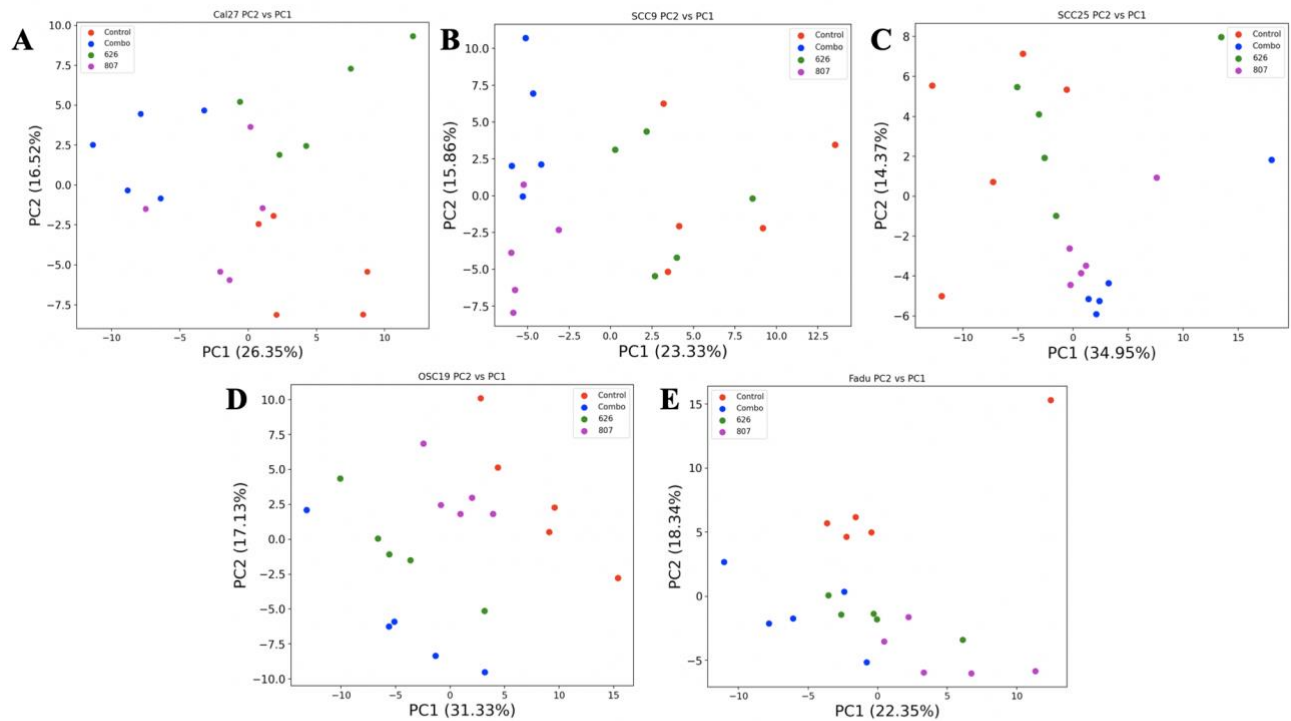 A
Cal27 PC2 vs PC1
Control
Combo
626
807
10.0
7.5
5.0
2.5
0.0
−2.5
−5.0
−7.5
PC2 (16.52%)
−10 −5 0 5 10
PC1 (26.35%)
B
SCC9 PC2 vs PC1
Control
Combo
626
807
10.0
7.5
5.0
2.5
0.0
−2.5
−5.0
−7.5
PC2 (15.86%)
−5.0 −2.5 0.0 2.5 5.0 7.5 10.0 12.5
PC1 (23.33%)
C
SCC25 PC2 vs PC1
Control
Combo
626
807
8
6
4
2
0
−2
−4
−6
PC2 (14.37%)
−10 −5 0 5 10 15
PC1 (34.95%)
D
OSC19 PC2 vs PC1
Control
Combo
626
807
10.0
7.5
5.0
2.5
0.0
−2.5
−5.0
−7.5
−10.0
PC2 (17.13%)
−10 −5 0 5 10 15
PC1 (31.33%)
E
Fadu PC2 vs PC1
Control
Combo
626
807
15
10
5
0
−5
PC2 (18.34%)
−10 −5 0 5 10
PC1 (22.35%)